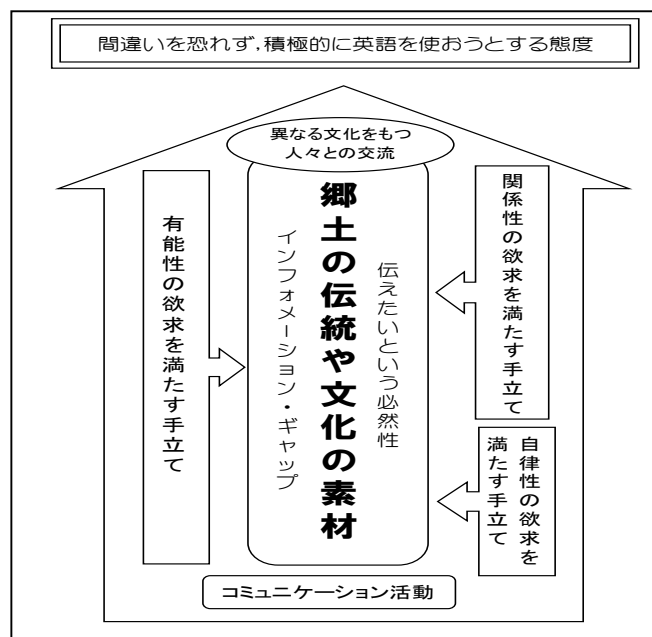 間違いを恐れず,積極的に英語を使おうとする態度
異なる文化をもつ
人々との交流
関係性の欲求を満たす手立て
伝えたいという必然性
郷土の伝統や文化の素材
インフォメーション・ギャップ
有能性の欲求を満たす手立て
自律性の欲求を
満たす手立て
コミュニケーション活動